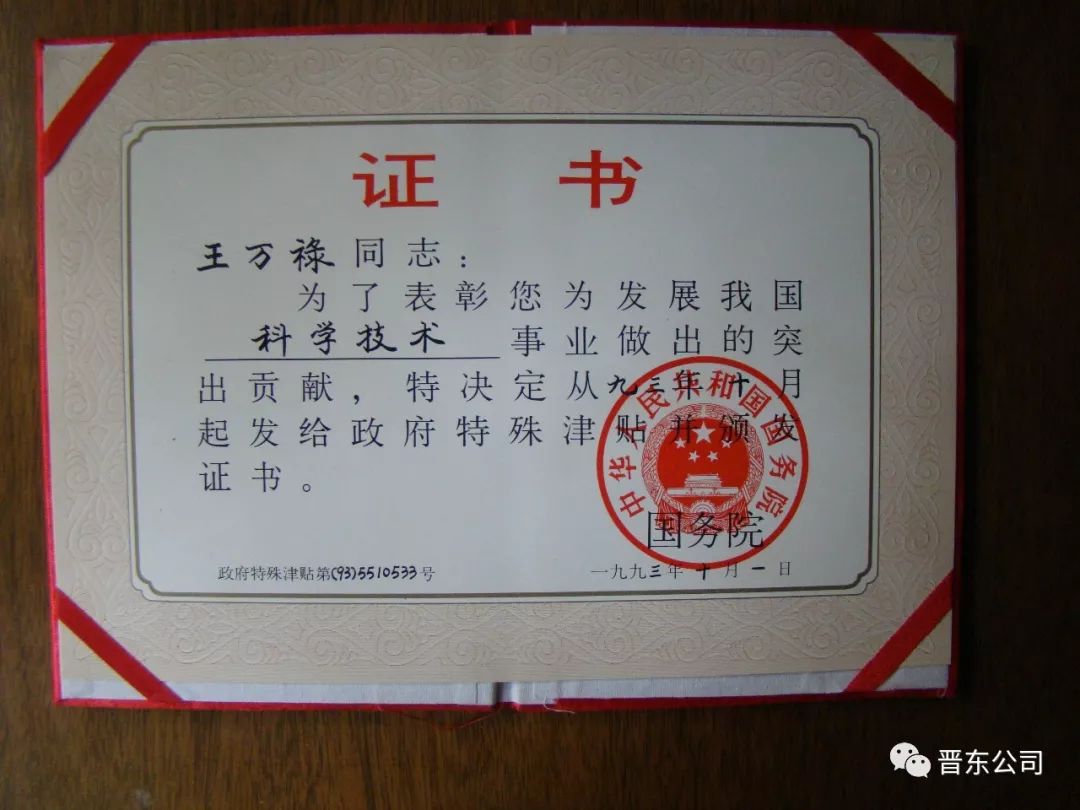 证 书
王万禄同志：
为了表彰您为发展我国
科学技术事业做出的突
出贡献，特决定从九三年十月
起发给政府特殊津贴并颁发
证书。
中华人民共和国国务院
国务院
政府特殊津贴第(93)5510533号
一九九三年十月一日
晋东公司